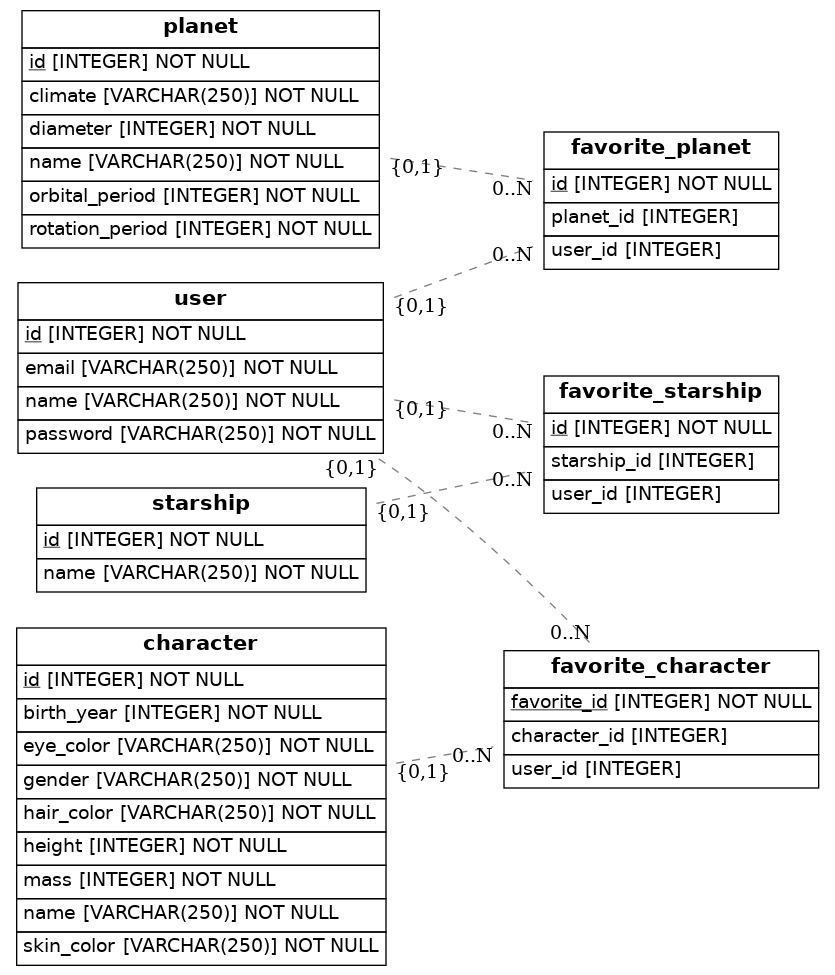 planet
id [INTEGER] NOT NULL
climate [VARCHAR(250)] NOT NULL
diameter [INTEGER] NOT NULL
name [VARCHAR(250)] NOT NULL
orbital_period [INTEGER] NOT NULL
rotation_period [INTEGER] NOT NULL
favorite_planet
id [INTEGER] NOT NULL
planet_id [INTEGER]
user_id [INTEGER]
{0,1}
0..N
0..N
{0,1}
user
id [INTEGER] NOT NULL
email [VARCHAR(250)] NOT NULL
name [VARCHAR(250)] NOT NULL
password [VARCHAR(250)] NOT NULL
favorite_starship
id [INTEGER] NOT NULL
starship_id [INTEGER]
user_id [INTEGER]
{0,1}
0..N
{0,1}
0..N
{0,1}
starship
id [INTEGER] NOT NULL
name [VARCHAR(250)] NOT NULL
0..N
character
id [INTEGER] NOT NULL
birth_year [INTEGER] NOT NULL
eye_color [VARCHAR(250)] NOT NULL
gender [VARCHAR(250)] NOT NULL
hair_color [VARCHAR(250)] NOT NULL
height [INTEGER] NOT NULL
mass [INTEGER] NOT NULL
name [VARCHAR(250)] NOT NULL
skin_color [VARCHAR(250)] NOT NULL
favorite_character
favorite_id [INTEGER] NOT NULL
character_id [INTEGER]
user_id [INTEGER]
{0,1}
0..N